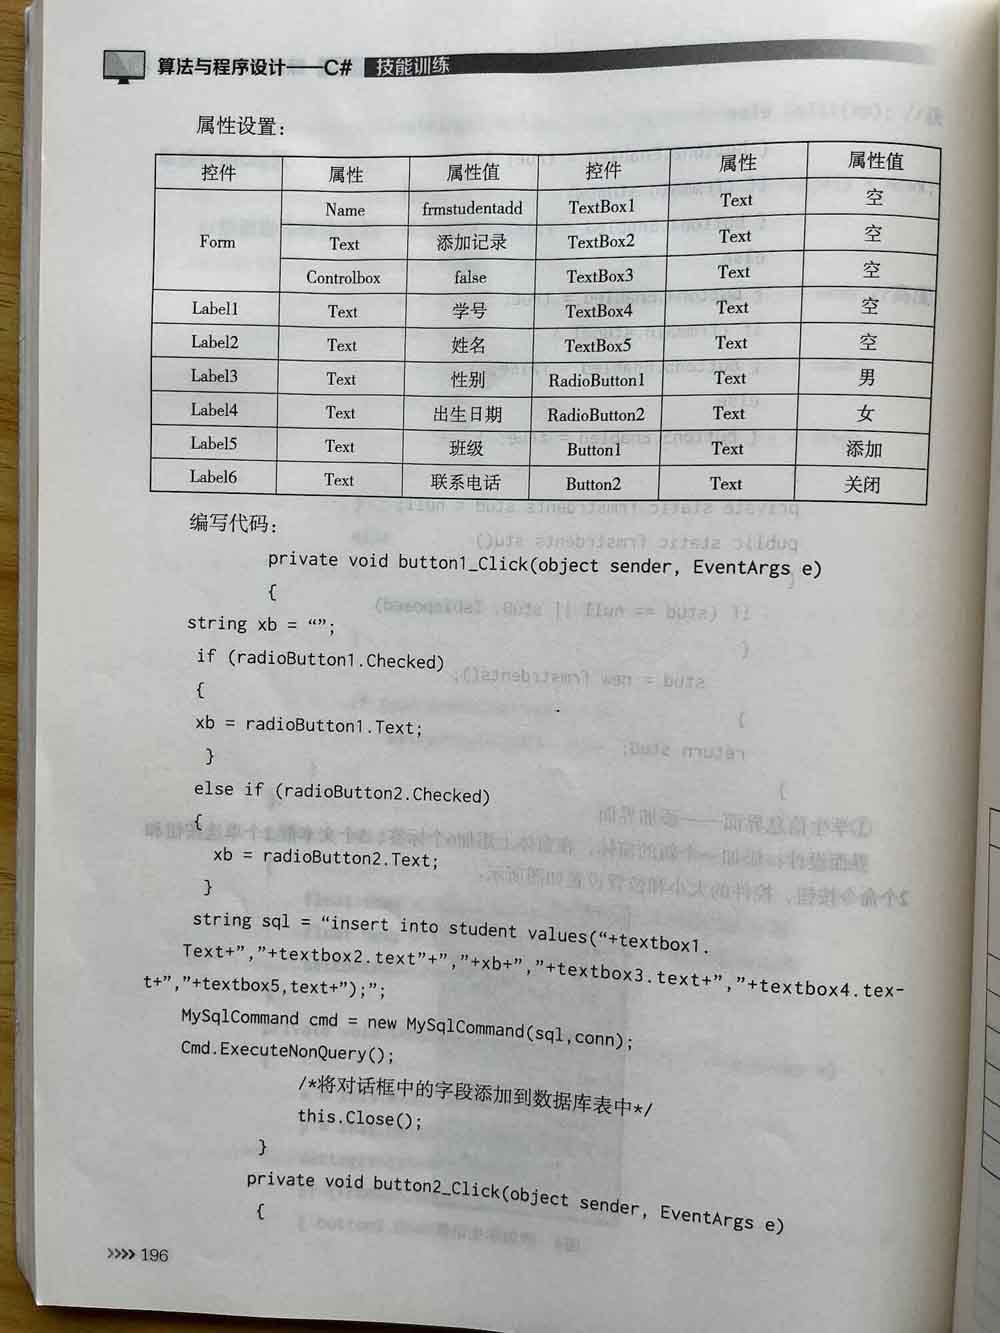 算法与程序设计——C# 技能训练
属性设置：
控件 属性 属性值 控件 属性 属性值
Form Name frmstudentadd TextBox1 Text 空
Text 添加记录 TextBox2 Text 空
Controlbox false TextBox3 Text 空
Label1 Text 学号 TextBox4 Text 空
Label2 Text 姓名 TextBox5 Text 空
Label3 Text 性别 RadioButton1 Text 男
Label4 Text 出生日期 RadioButton2 Text 女
Label5 Text 班级 Button1 Text 添加
Label6 Text 联系电话 Button2 Text 关闭
编写代码：
private void button1_Click(object sender, EventArgs e)
{
string xb = “”;
if (radioButton1.Checked)
{
xb = radioButton1.Text;
}
else if (radioButton2.Checked)
{
xb = radioButton2.Text;
}
string sql = “insert into student values(“+textbox1.
Text+”,”+textbox2.text”+”,”+xb+”,”+textbox3.text+”,”+textbox4.tex-
t+”,”+textbox5,text+”);”;
MySqlCommand cmd = new MySqlCommand(sql,conn);
Cmd.ExecuteNonQuery();
/*将对话框中的字段添加到数据库表中*/
this.Close();
}
private void button2_Click(object sender, EventArgs e)
{
>>>> 196